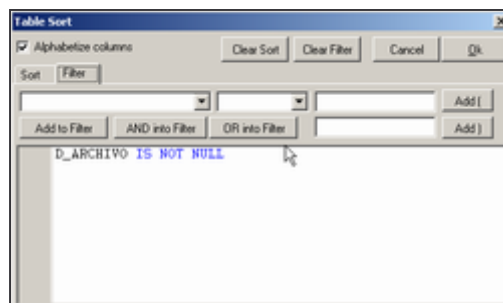 Table Sort
Alphabetize columns Clear Sort Clear Filter Cancel Ok
Sort Filter
Add (
Add to Filter AND into Filter OR into Filter Add )
D_ARCHIVO IS NOT NULL